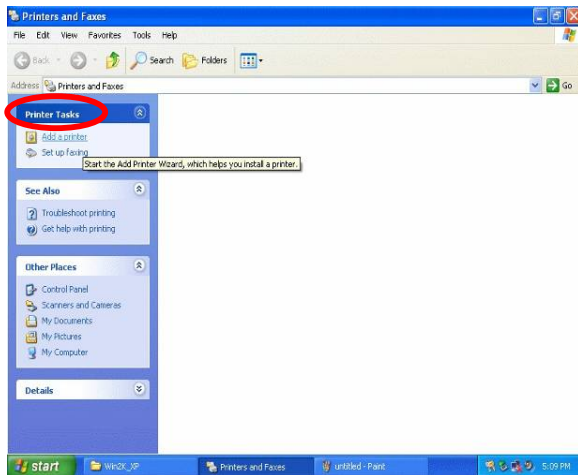 Printers and Faxes
File Edit View Favorites Tools Help
Back Search Folders
Address Printers and Faxes Go
Printer Tasks
Add a printer
Set up faxing
Start the Add Printer Wizard, which helps you install a printer.
See Also
Troubleshoot printing
Get help with printing
Other Places
Control Panel
Scanners and Cameras
My Documents
My Pictures
My Computer
Details
start Win2K_XP Printers and Faxes untitled - Paint 5:09 PM